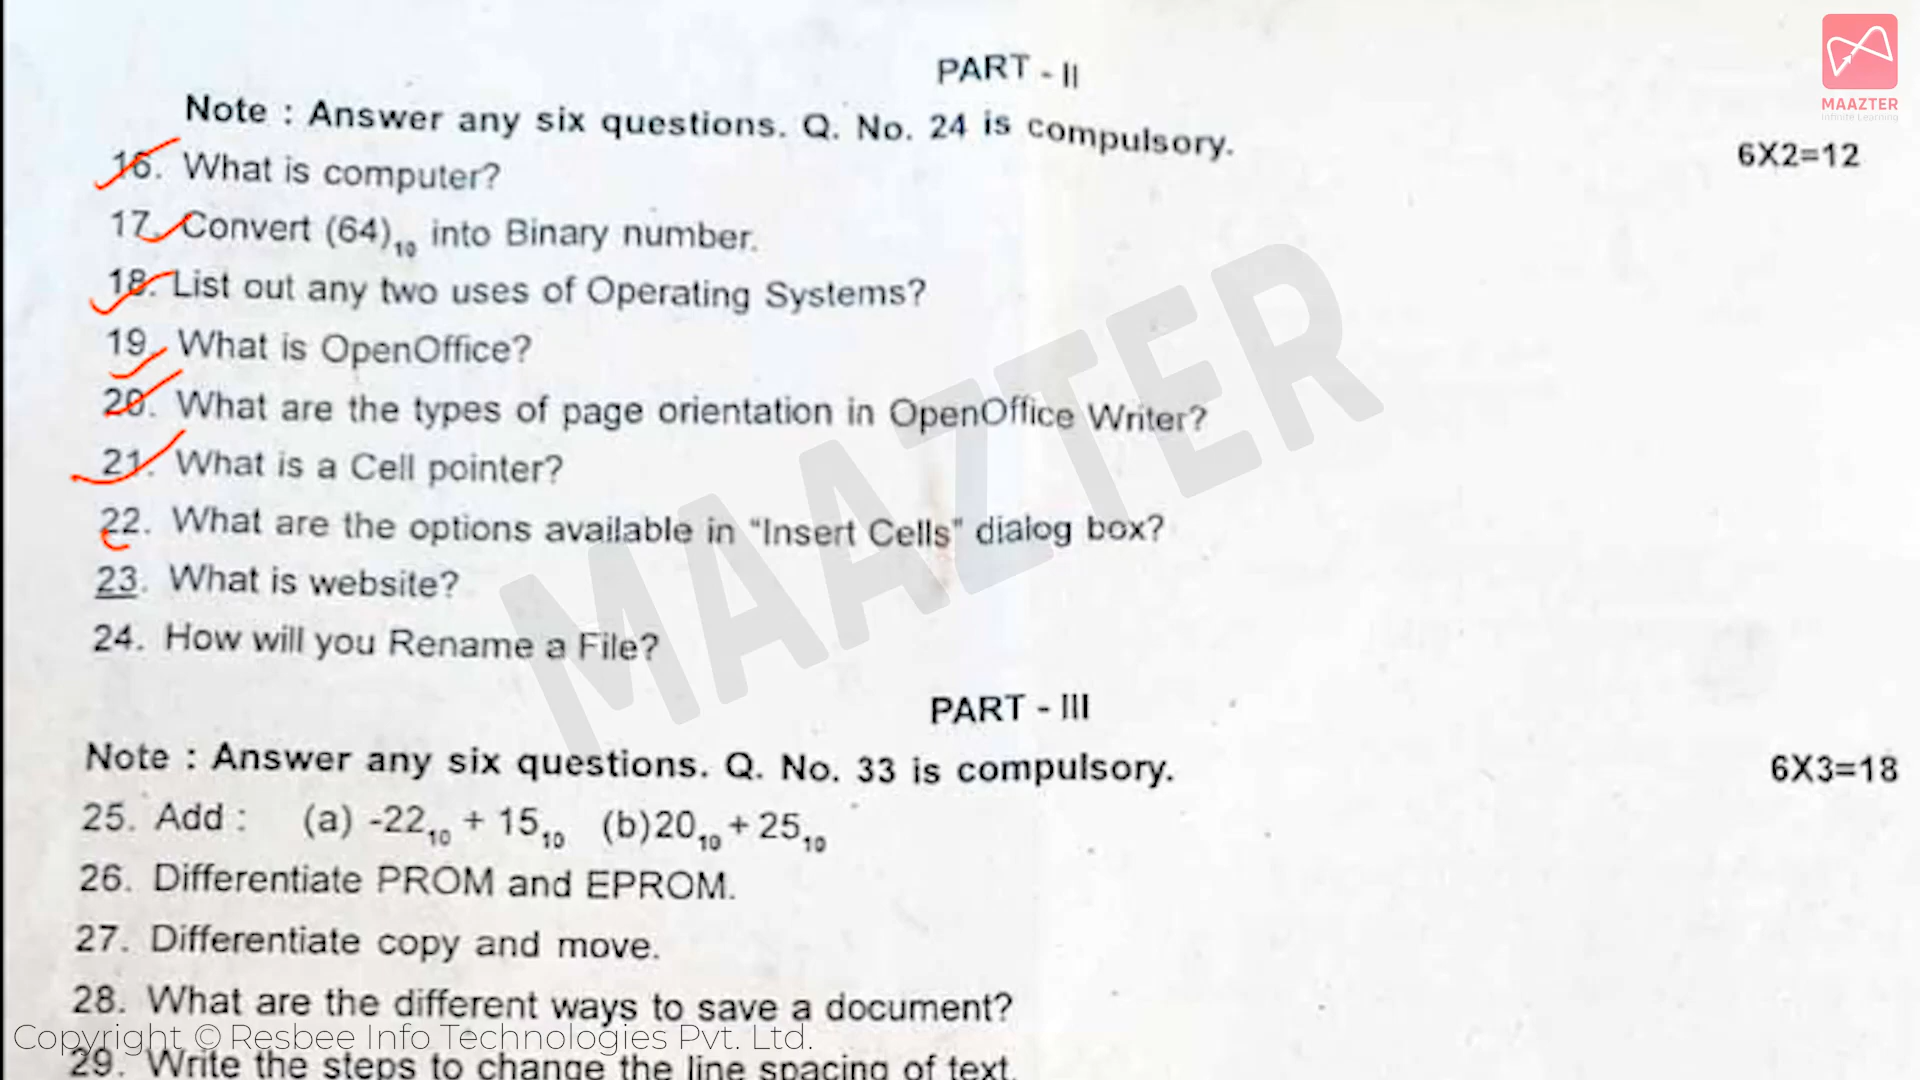 MAAZTER
Infinite Learning
PART - II
Note : Answer any six questions. Q. No. 24 is compulsory.
6X2=12
16. What is computer?
17. Convert (64)10 into Binary number.
18. List out any two uses of Operating Systems?
19. What is OpenOffice?
20. What are the types of page orientation in OpenOffice Writer?
21. What is a Cell pointer?
22. What are the options available in "Insert Cells" dialog box?
23. What is website?
24. How will you Rename a File?
MAAZTER
PART - III
Note : Answer any six questions. Q. No. 33 is compulsory.
6X3=18
25. Add : (a) -2210 + 1510 (b)2010 + 2510
26. Differentiate PROM and EPROM.
27. Differentiate copy and move.
28. What are the different ways to save a document?
Copyright © Resbee Info Technologies Pvt. Ltd.
29. Write the steps to change the line spacing of text.